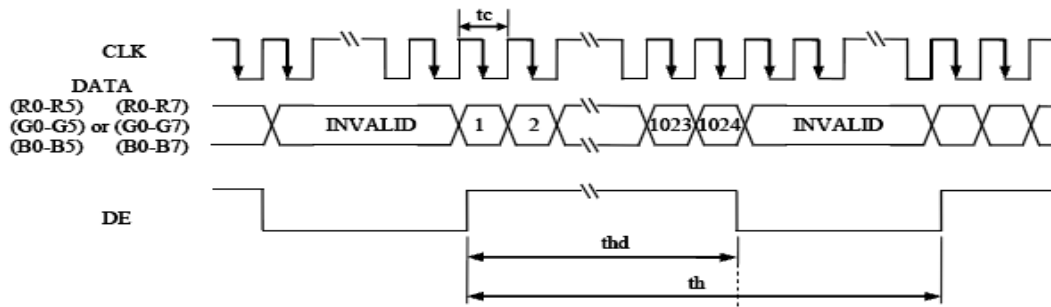 tc
CLK
DATA
(R0-R5) (R0-R7)
(G0-G5) or (G0-G7)
(B0-B5) (B0-B7)
INVALID 1 2 1023 1024 INVALID
DE
thd
th